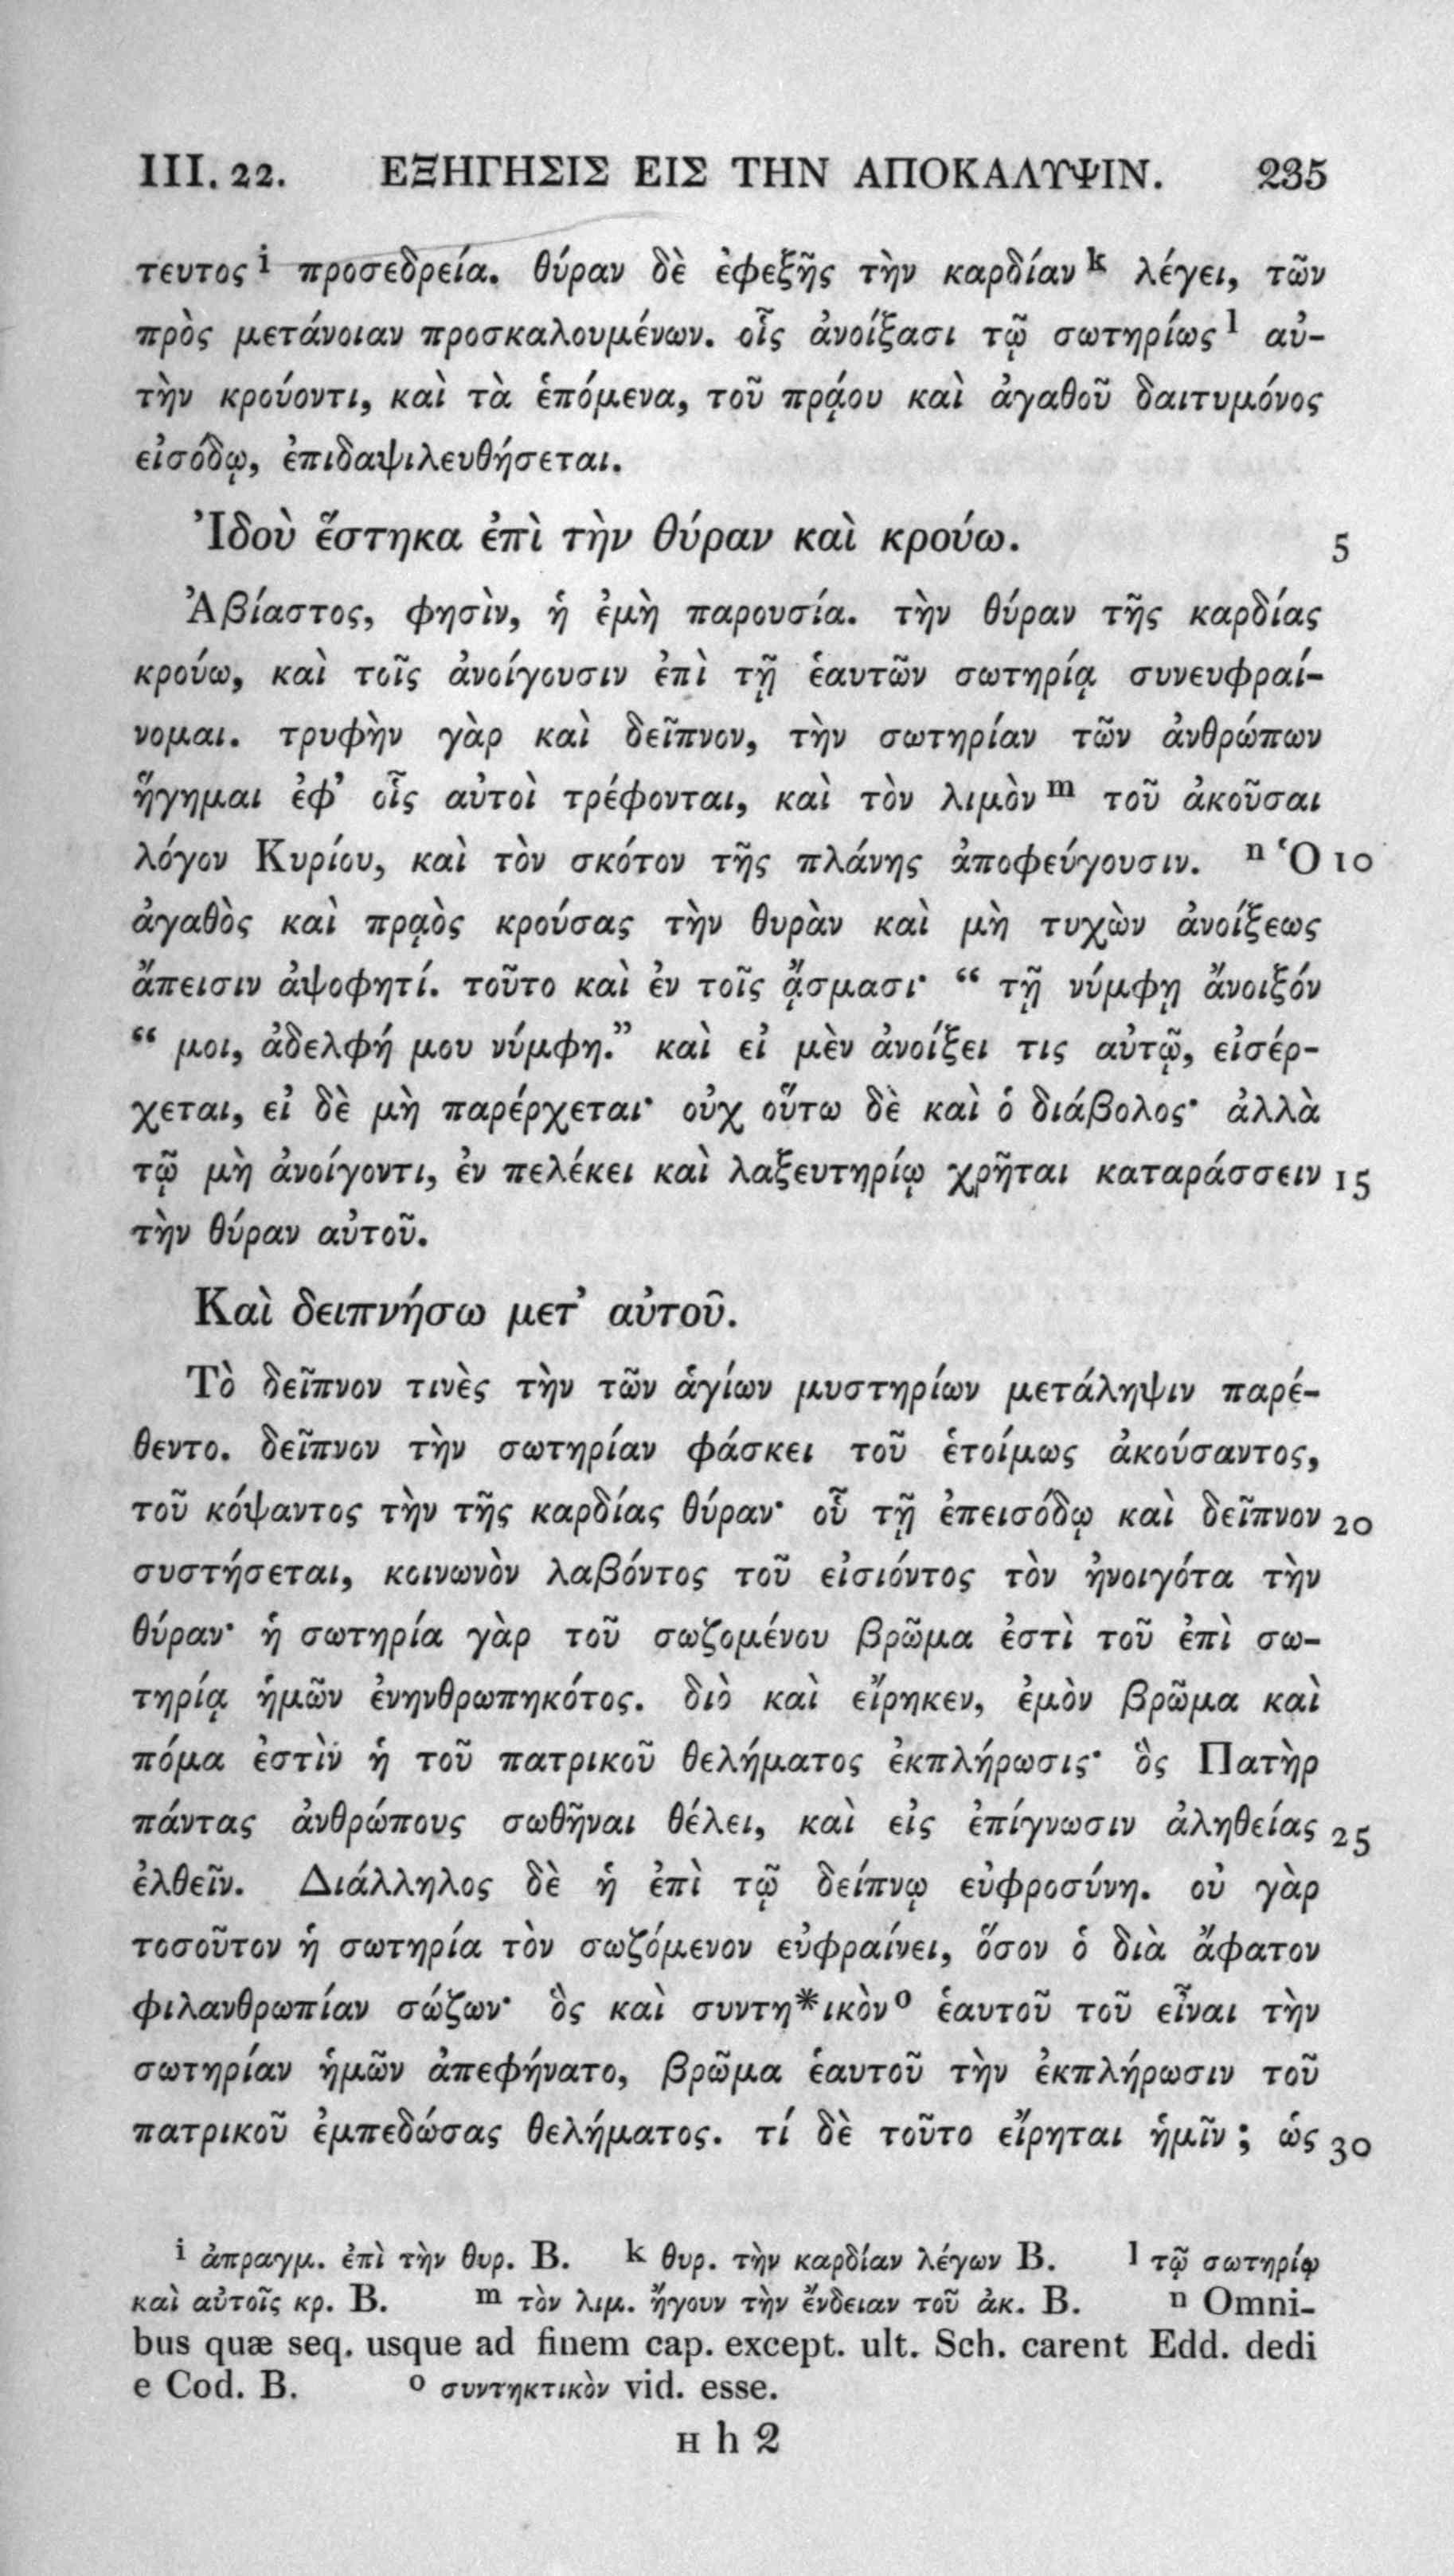 III. 22. ΕΞΗΓΗΣΙΣ ΕΙΣ ΤΗΝ ΑΠΟΚΑΛΥΨΙΝ. 235
τευτος i προσεδρεία. θύραν δὲ ἐφεξῆς τὴν καρδίαν k λέγει, τῶν
πρὸς μετάνοιαν προσκαλουμένων. οἷς ἀνοίξασι τῷ σωτηρίως l αὐ-
τὴν κρούοντι, καὶ τὰ ἑπόμενα, τοῦ πρᾴου καὶ ἀγαθοῦ δαιτυμόνος
εἰσόδῳ, ἐπιδαψιλευθήσεται.
Ἰδοὺ ἕστηκα ἐπὶ τὴν θύραν καὶ κρούω. 5
Ἀβίαστος, φησὶν, ἡ ἐμὴ παρουσία. τὴν θύραν τῆς καρδίας
κρούω, καὶ τοῖς ἀνοίγουσιν ἐπὶ τῇ ἑαυτῶν σωτηρίᾳ συνευφραί-
νομαι. τρυφὴν γὰρ καὶ δεῖπνον, τὴν σωτηρίαν τῶν ἀνθρώπων
ἥγημαι ἐφ’ οἷς αὐτοὶ τρέφονται, καὶ τὸν λιμὸν m τοῦ ἀκοῦσαι
λόγον Κυρίου, καὶ τὸν σκότον τῆς πλάνης ἀποφεύγουσιν. n Ὁ 10
ἀγαθὸς καὶ πρᾳὸς κρούσας τὴν θυρὰν καὶ μὴ τυχὼν ἀνοίξεως
ἄπεισιν ἀψοφητί. τοῦτο καὶ ἐν τοῖς ᾄσμασι· “ τῇ νύμφῃ ἄνοιξόν
“ μοι, ἀδελφή μου νύμφη.” καὶ εἰ μὲν ἀνοίξει τις αὐτῷ, εἰσέρ-
χεται, εἰ δὲ μὴ παρέρχεται· οὐχ οὕτω δὲ καὶ ὁ διάβολος· ἀλλὰ
τῷ μὴ ἀνοίγοντι, ἐν πελέκει καὶ λαξευτηρίῳ χρῆται καταράσσειν 15
τὴν θύραν αὐτοῦ.
Καὶ δειπνήσω μετ’ αὐτοῦ.
Τὸ δεῖπνον τινὲς τὴν τῶν ἁγίων μυστηρίων μετάληψιν παρέ-
θεντο. δεῖπνον τὴν σωτηρίαν φάσκει τοῦ ἑτοίμως ἀκούσαντος,
τοῦ κόψαντος τὴν τῆς καρδίας θύραν· οὗ τῇ ἐπεισόδῳ καὶ δεῖπνον 20
συστήσεται, κοινωνὸν λαβόντος τοῦ εἰσιόντος τὸν ἠνοιγότα τὴν
θύραν· ἡ σωτηρία γὰρ τοῦ σωζομένου βρῶμα ἐστὶ τοῦ ἐπὶ σω-
τηρίᾳ ἡμῶν ἐνηνθρωπηκότος. διὸ καὶ εἴρηκεν, ἐμὸν βρῶμα καὶ
πόμα ἐστὶν ἡ τοῦ πατρικοῦ θελήματος ἐκπλήρωσις· ὃς Πατὴρ
πάντας ἀνθρώπους σωθῆναι θέλει, καὶ εἰς ἐπίγνωσιν ἀληθείας 25
ἐλθεῖν. Διάλληλος δὲ ἡ ἐπὶ τῷ δείπνῳ εὐφροσύνη. οὐ γὰρ
τοσοῦτον ἡ σωτηρία τὸν σωζόμενον εὐφραίνει, ὅσον ὁ διὰ ἄφατον
φιλανθρωπίαν σώζων· ὃς καὶ συντη*ικὸν o ἑαυτοῦ τοῦ εἶναι τὴν
σωτηρίαν ἡμῶν ἀπεφήνατο, βρῶμα ἑαυτοῦ τὴν ἐκπλήρωσιν τοῦ
πατρικοῦ ἐμπεδώσας θελήματος. τί δὲ τοῦτο εἴρηται ἡμῖν ; ὡς 30
i ἀπραγμ. ἐπὶ τὴν θυρ. B. k θυρ. τὴν καρδίαν λέγων B. l τῷ σωτηρίῳ
καὶ αὐτοῖς κρ. B. m τὸν λιμ. ἤγουν τὴν ἔνδειαν τοῦ ἀκ. B. n Omni-
bus quæ seq. usque ad finem cap. except. ult. Sch. carent Edd. dedi
e Cod. B. o συντηκτικὸν vid. esse.
H h 2